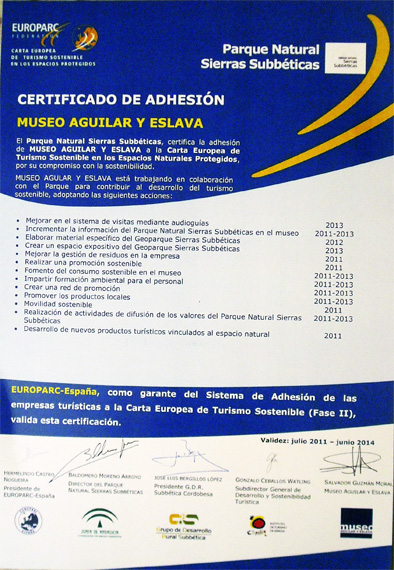 EUROPARC
FEDERATION
CARTA EUROPEA
DE TURISMO SOSTENIBLE
EN LOS ESPACIOS PROTEGIDOS
Parque Natural
Sierras Subbéticas
CERTIFICADO DE ADHESIÓN
MUSEO AGUILAR Y ESLAVA
El Parque Natural Sierras Subbéticas, certifica la adhesión
de MUSEO AGUILAR Y ESLAVA a la Carta Europea de
Turismo Sostenible en los Espacios Naturales Protegidos,
por su compromiso con la sostenibilidad.
MUSEO AGUILAR Y ESLAVA está trabajando en colaboración
con el Parque para contribuir al desarrollo del turismo
sostenible, adoptando las siguientes acciones:
• Mejorar en el sistema de visitas mediante audioguías 2013
• Incrementar la información del Parque Natural Sierras Subbéticas en el museo 2011-2013
• Elaborar material específico del Geoparque Sierras Subbéticas 2012
• Crear un espacio expositivo del Geoparque Sierras Subbéticas 2013
• Mejorar la gestión de residuos en la empresa 2011
• Realizar una promoción sostenible 2011
• Fomento del consumo sostenible en el museo 2011-2013
• Impartir formación ambiental para el personal 2011-2013
• Crear una red de promoción 2011-2013
• Promover los productos locales 2011-2013
• Movilidad sostenible 2011
• Realización de actividades de difusión de los valores del Parque Natural Sierras 2011-2013
Subbéticas
• Desarrollo de nuevos productos turísticos vinculados al espacio natural 2011
EUROPARC-España, como garante del Sistema de Adhesión de las
empresas turísticas a la Carta Europea de Turismo Sostenible (Fase II),
valida esta certificación.
Validez: julio 2011 – junio 2014
HERMELINDO CASTRO
NOGUEIRA
Presidente de
EUROPARC-España
BALDOMERO MORENO ARROYO
DIRECTOR DEL PARQUE
NATURAL SIERRAS SUBBÉTICAS
JOSÉ LUIS BERGILLOS LÓPEZ
Presidente G.D.R.
Subbética Cordobesa
GONZALO CEBALLOS WATLING
Subdirector General de
Desarrollo y Sostenibilidad
Turística
SALVADOR GUZMÁN MORAL
MUSEO AGUILAR Y ESLAVA
JUNTA DE ANDALUCIA
Grupo de Desarrollo
Rural Subbética
museo